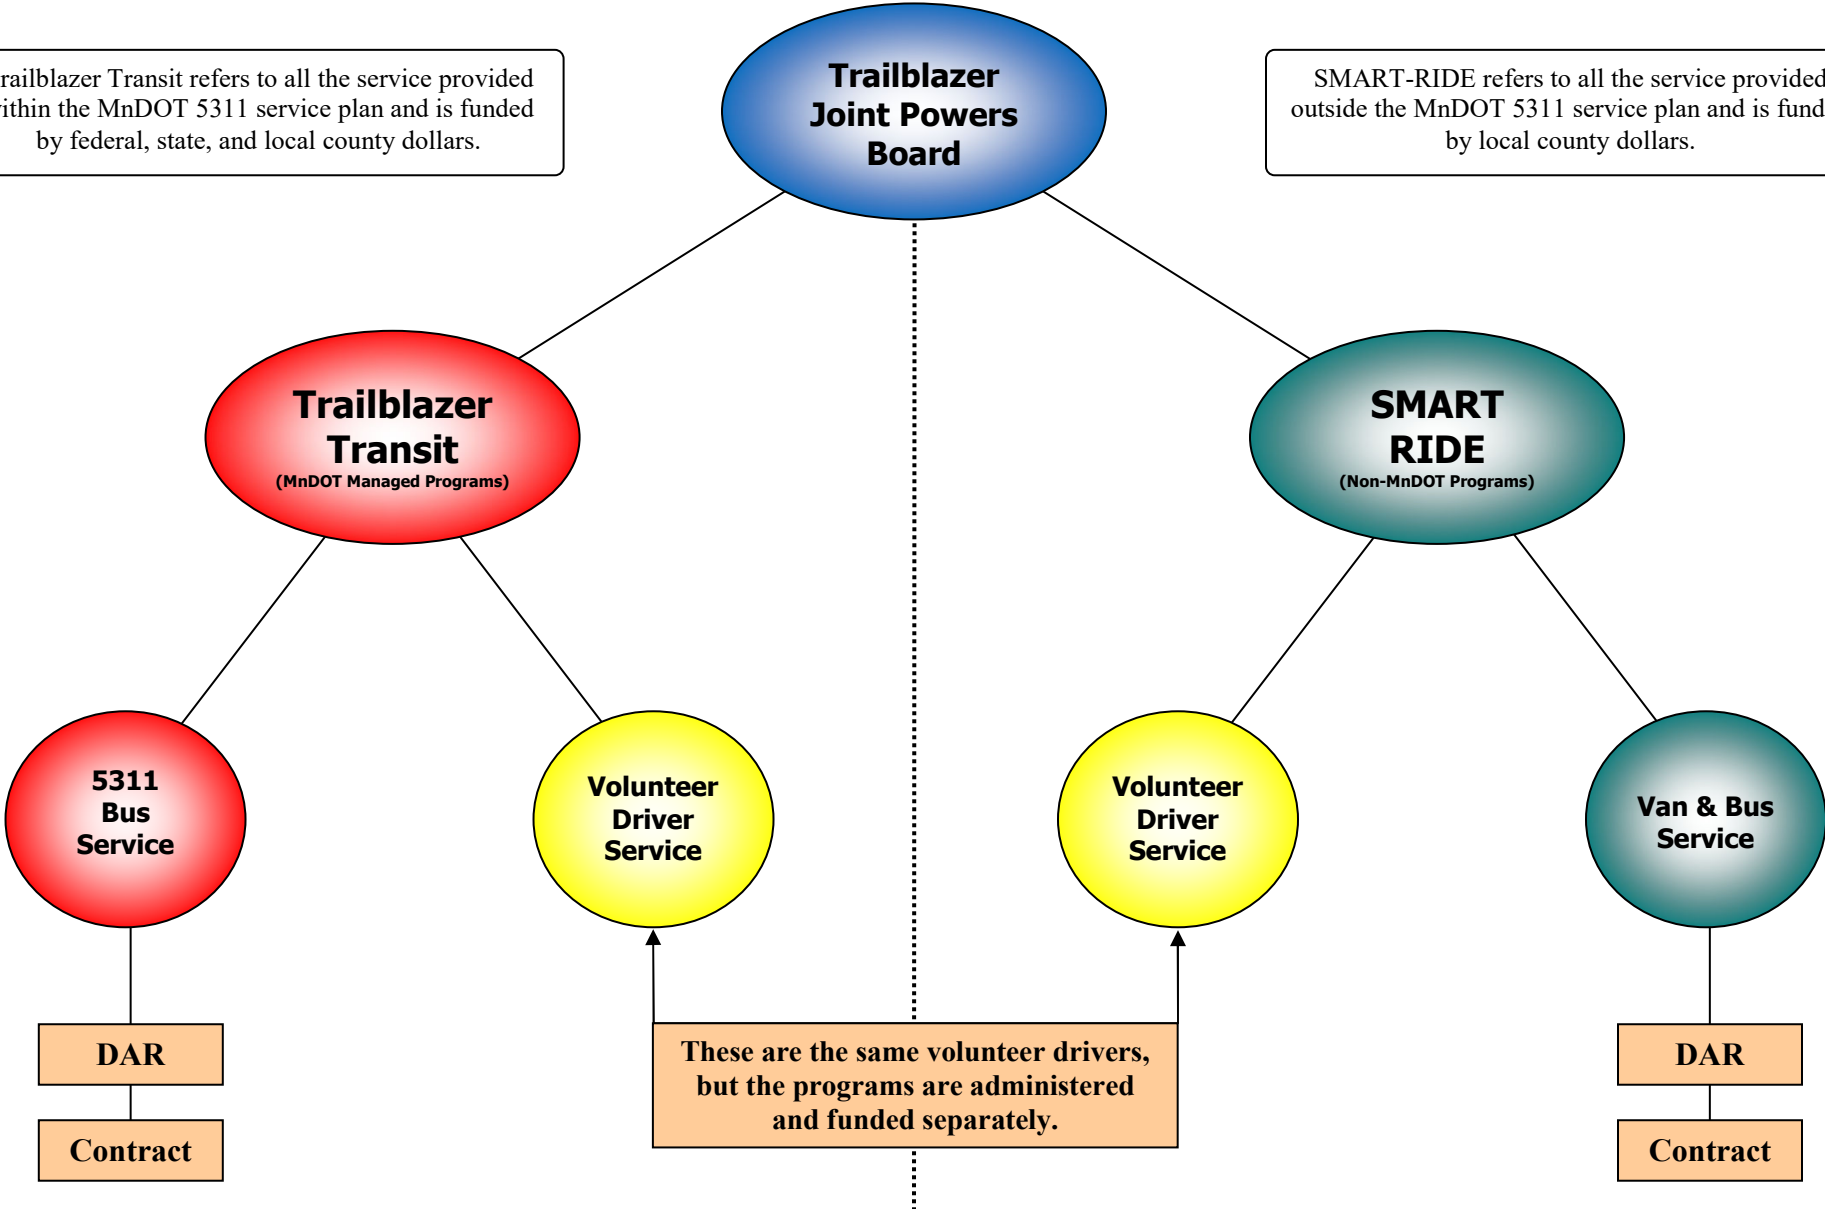 railblazer Transit refers to all the service provided
ithin the MnDOT 5311 service plan and is funded
by federal, state, and local county dollars.
Trailblazer
Joint Powers
Board
SMART-RIDE refers to all the service provided
outside the MnDOT 5311 service plan and is fund
by local county dollars.
Trailblazer
Transit
(MnDOT Managed Programs)
SMART
RIDE
(Non-MnDOT Programs)
5311
Bus
Service
Volunteer
Driver
Service
Volunteer
Driver
Service
Van & Bus
Service
DAR
Contract
These are the same volunteer drivers,
but the programs are administered
and funded separately.
DAR
Contract